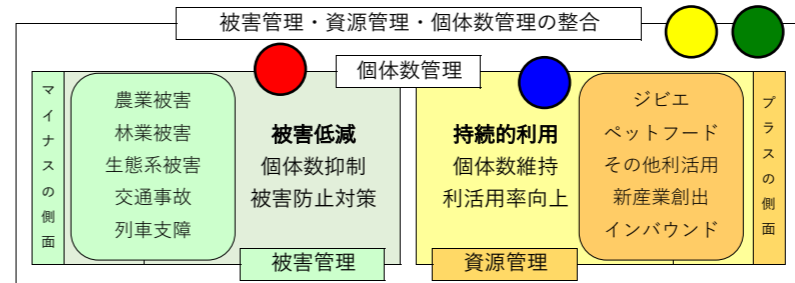 被害管理・資源管理・個体数管理の整合
個体数管理
マイナスの側面
農業被害
林業被害
生態系被害
交通事故
列車支障
被害低減
個体数抑制
被害防止対策
被害管理
持続的利用
個体数維持
利活用率向上
資源管理
ジビエ
ペットフード
その他利活用
新産業創出
インバウンド
プラスの側面